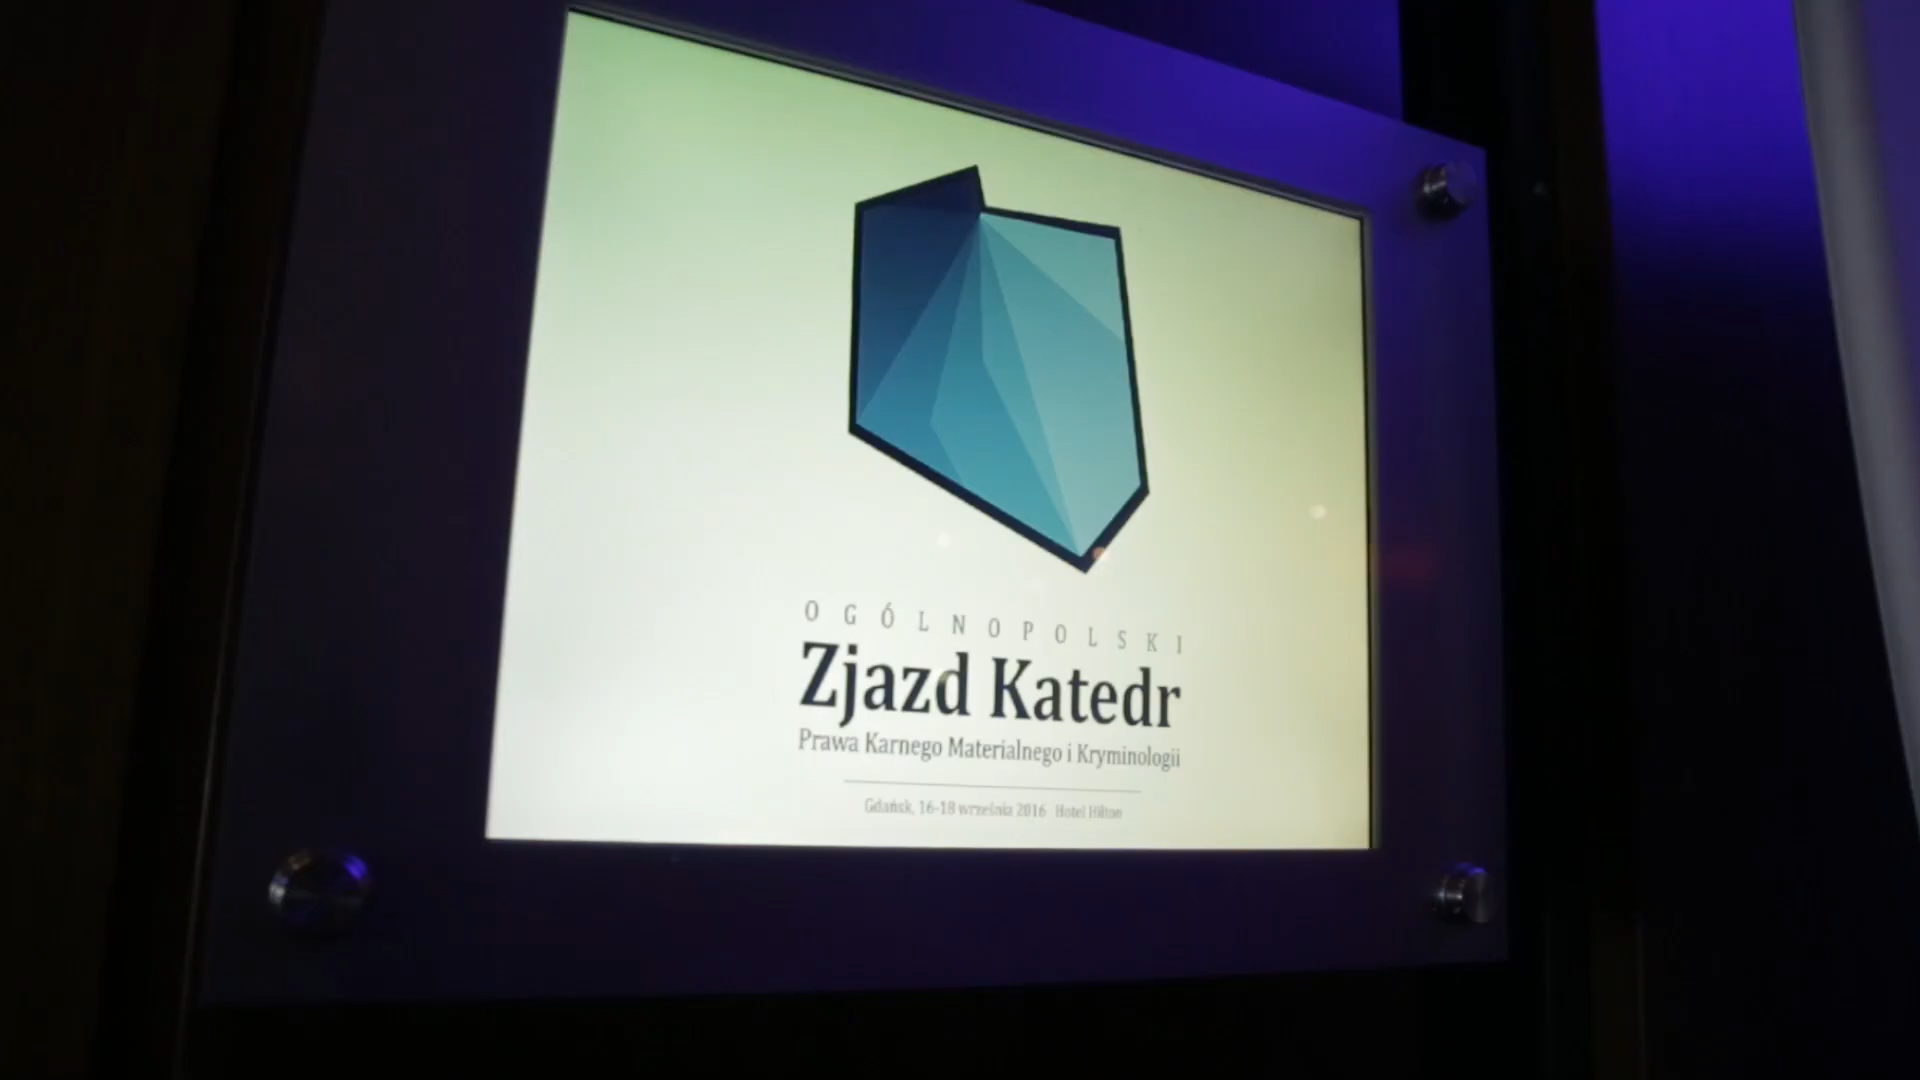 OGÓLNOPOLSKI
Zjazd Katedr
Prawa Karnego Materialnego i Kryminologii
Gdańsk, 16-18 września 2016 Hotel Hilton